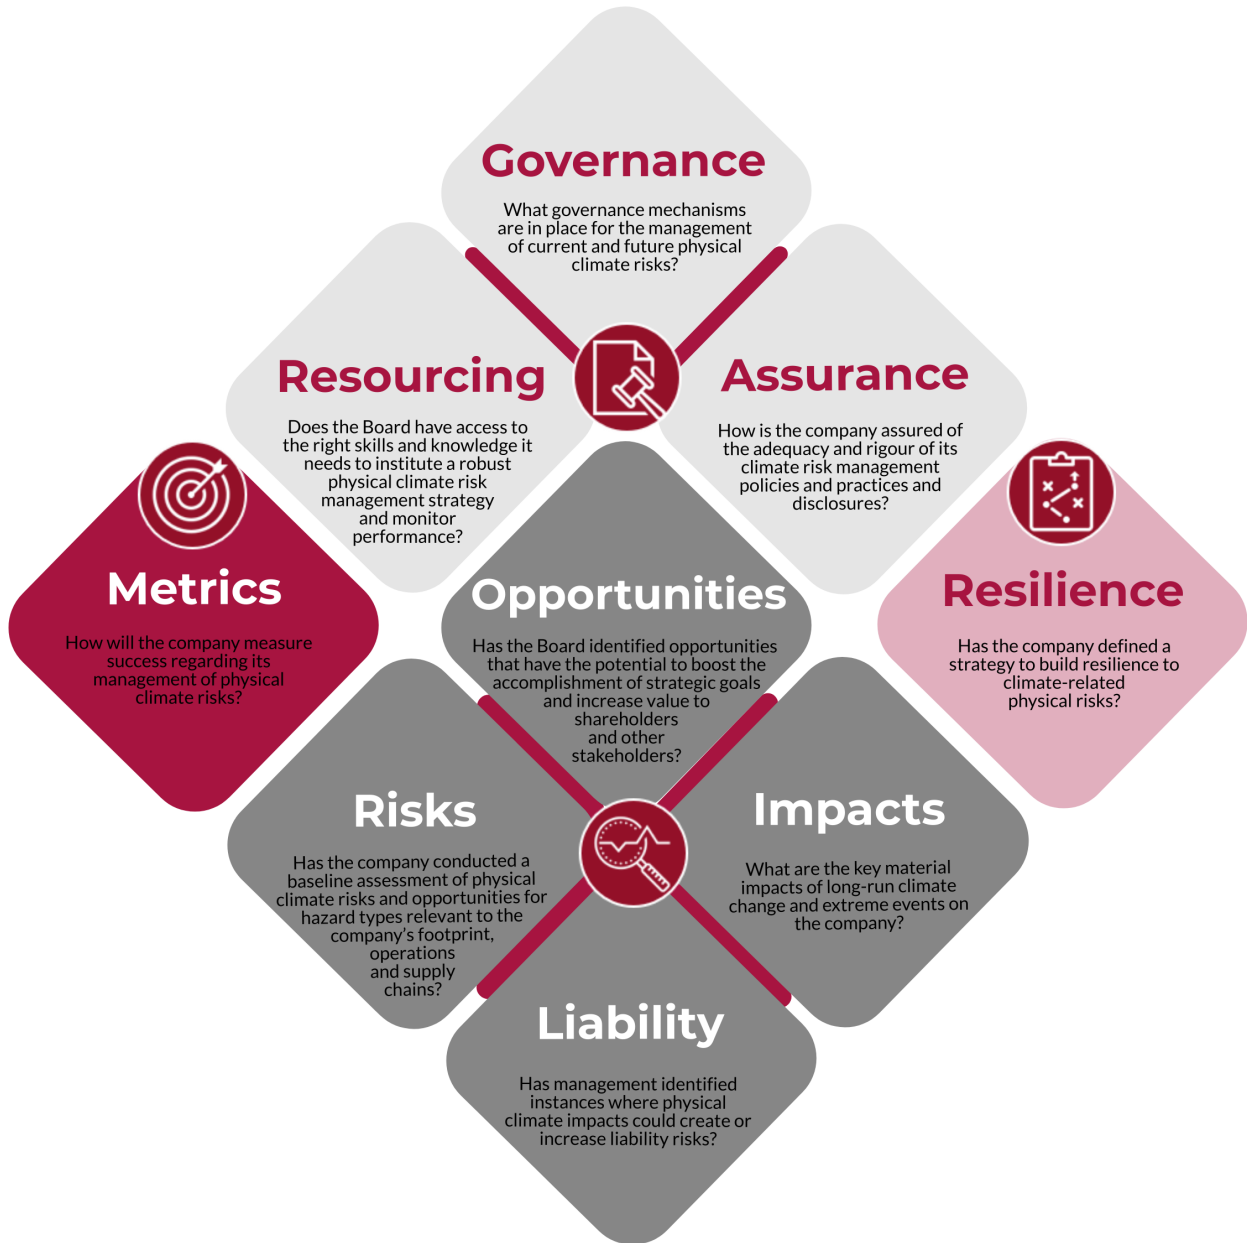 Governance
What governance mechanisms
are in place for the management
of current and future physical
climate risks?
Resourcing
Does the Board have access to
the right skills and knowledge it
needs to institute a robust
physical climate risk
management strategy
and monitor
performance?
Assurance
How is the company assured of
the adequacy and rigour of its
climate risk management
policies and practices and
disclosures?
Metrics
How will the company measure
success regarding its
management of physical
climate risks?
Opportunities
Has the Board identified opportunities
that have the potential to boost the
accomplishment of strategic goals
and increase value to
shareholders
and other
stakeholders?
Resilience
Has the company defined a
strategy to build resilience to
climate-related
physical risks?
Risks
Has the company conducted a
baseline assessment of physical
climate risks and opportunities for
hazard types relevant to the
company's footprint,
operations
and supply
chains?
Impacts
What are the key material
impacts of long-run climate
change and extreme events on
the company?
Liability
Has management identified
instances where physical
climate impacts could create or
increase liability risks?